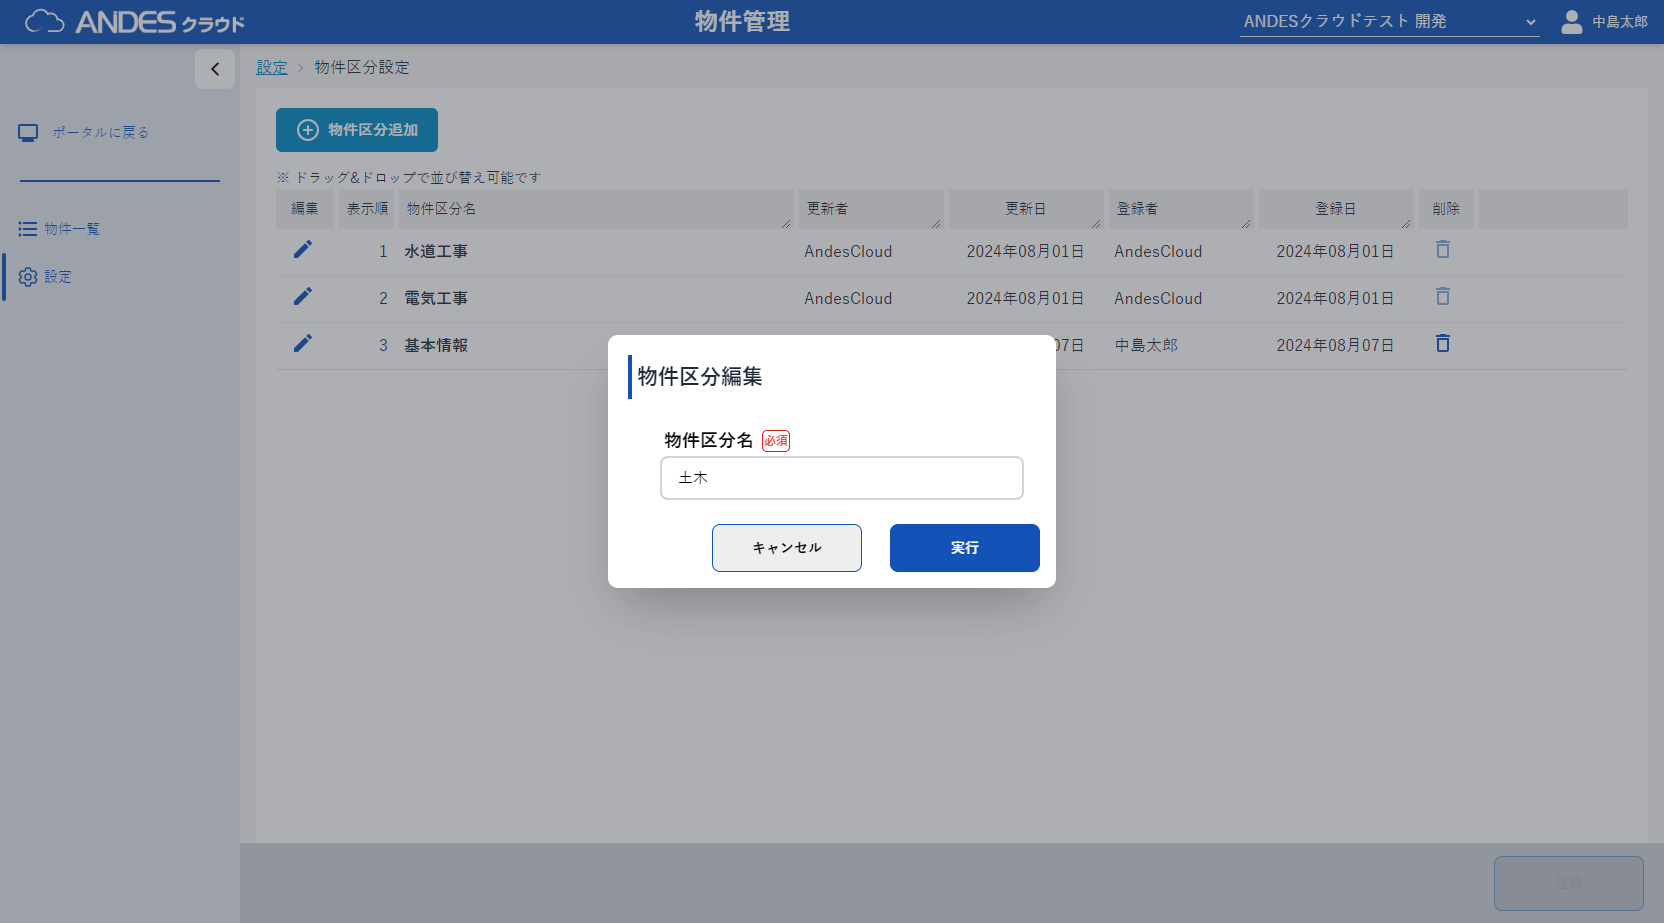 ANDES クラウド
物件管理
ANDESクラウドテスト 開発
中島太郎
設定 > 物件区分設定
ポータルに戻る
物件一覧
設定
物件区分追加
※ ドラッグ&ドロップで並び替え可能です
編集 表示順 物件区分名 更新者 更新日 登録者 登録日 削除
1 水道工事 AndesCloud 2024年08月01日 AndesCloud 2024年08月01日
2 電気工事 AndesCloud 2024年08月01日 AndesCloud 2024年08月01日
3 基本情報 07日 中島太郎 2024年08月07日
物件区分編集
物件区分名 必須
土木
キャンセル
実行
登録